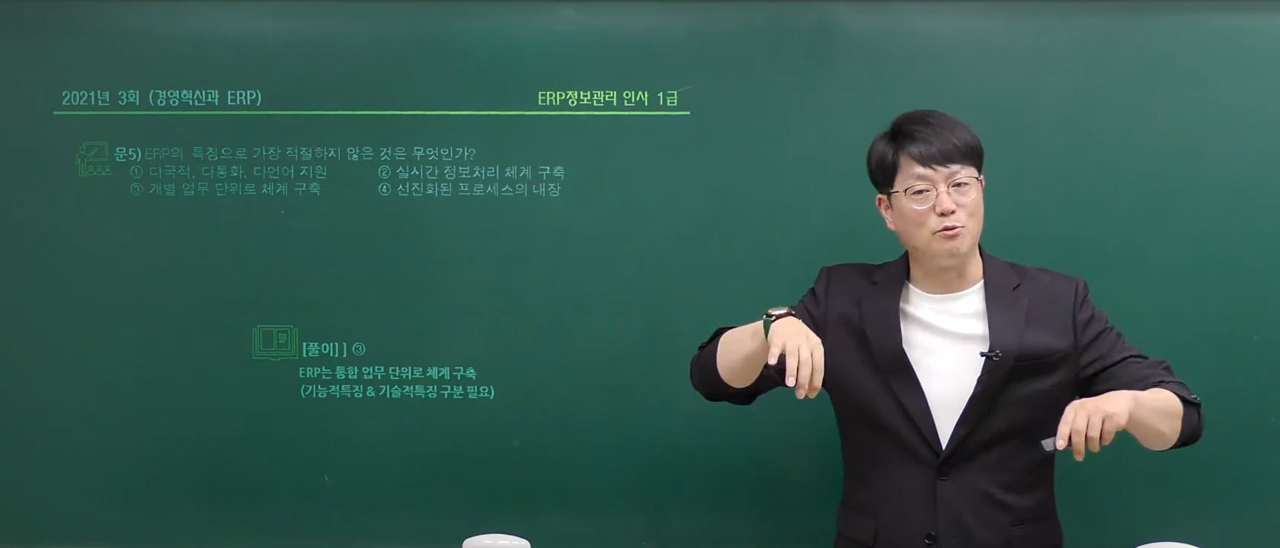 2021년 3회 (경영혁신과 ERP)
ERP정보관리 인사 1급
문5) ERP의 특징으로 가장 적절하지 않은 것은 무엇인가?
① 다국적, 다통화, 다언어 지원 ② 실시간 정보처리 체계 구축
③ 개별 업무 단위로 체계 구축 ④ 선진화된 프로세스의 내장
[풀이] ] ③
ERP는 통합 업무 단위로 체계 구축
(기능적특징 & 기술적특징 구분 필요)